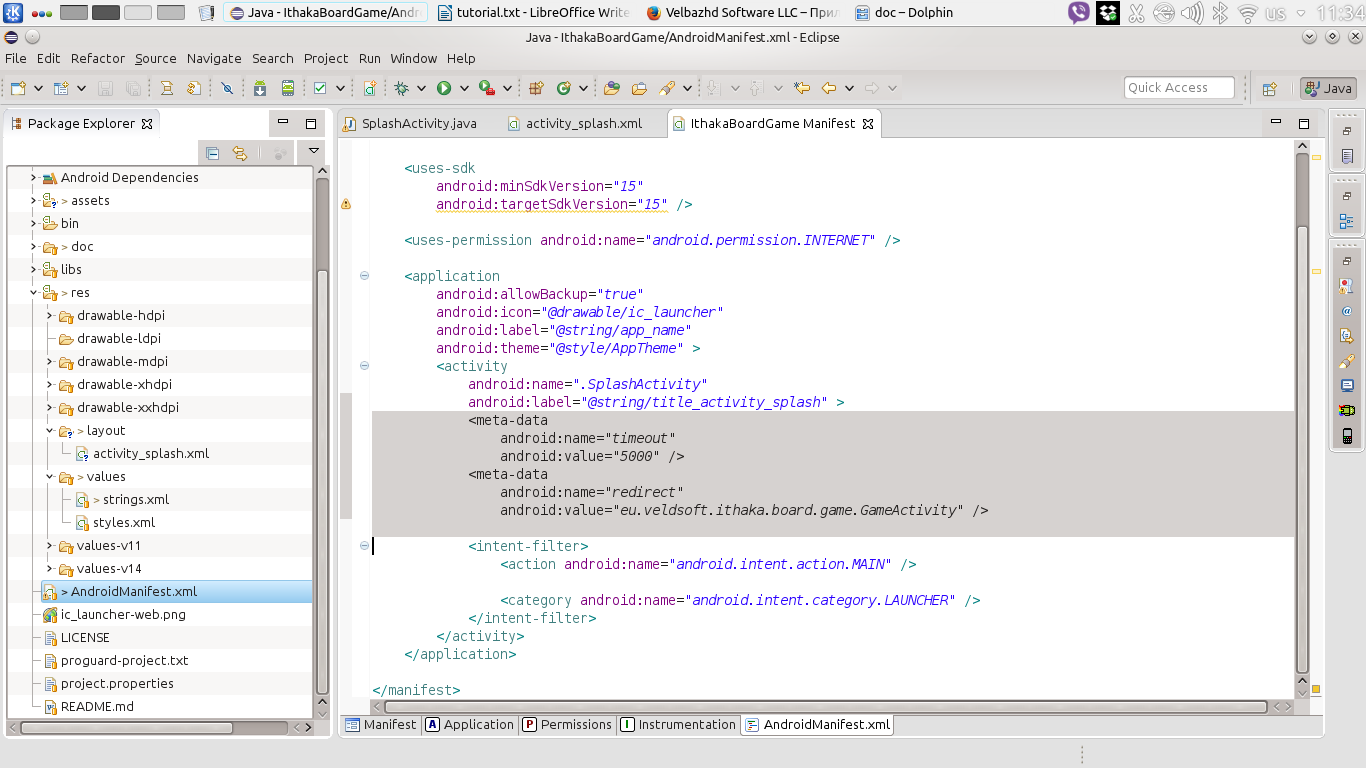 Java - IthakaBoardGame/Andr
tutorial.txt - LibreOffice Write
Velbazhd Software LLC – При
doc – Dolphin
us
11:34
Java - IthakaBoardGame/AndroidManifest.xml - Eclipse
File Edit Refactor Source Navigate Search Project Run Window Help
Quick Access
Java
Package Explorer
SplashActivity.java
activity_splash.xml
IthakaBoardGame Manifest
Android Dependencies
> assets
bin
> doc
libs
> res
drawable-hdpi
drawable-ldpi
drawable-mdpi
drawable-xhdpi
drawable-xxhdpi
> layout
activity_splash.xml
> values
> strings.xml
styles.xml
values-v11
values-v14
> AndroidManifest.xml
ic_launcher-web.png
LICENSE
proguard-project.txt
project.properties
README.md
<uses-sdk
android:minSdkVersion="15"
android:targetSdkVersion="15" />
<uses-permission android:name="android.permission.INTERNET" />
<application
android:allowBackup="true"
android:icon="@drawable/ic_launcher"
android:label="@string/app_name"
android:theme="@style/AppTheme" >
<activity
android:name=".SplashActivity"
android:label="@string/title_activity_splash" >
<meta-data
android:name="timeout"
android:value="5000" />
<meta-data
android:name="redirect"
android:value="eu.veldsoft.ithaka.board.game.GameActivity" />
<intent-filter>
<action android:name="android.intent.action.MAIN" />
<category android:name="android.intent.category.LAUNCHER" />
</intent-filter>
</activity>
</application>
</manifest>
Manifest
A Application
P Permissions
I Instrumentation
AndroidManifest.xml